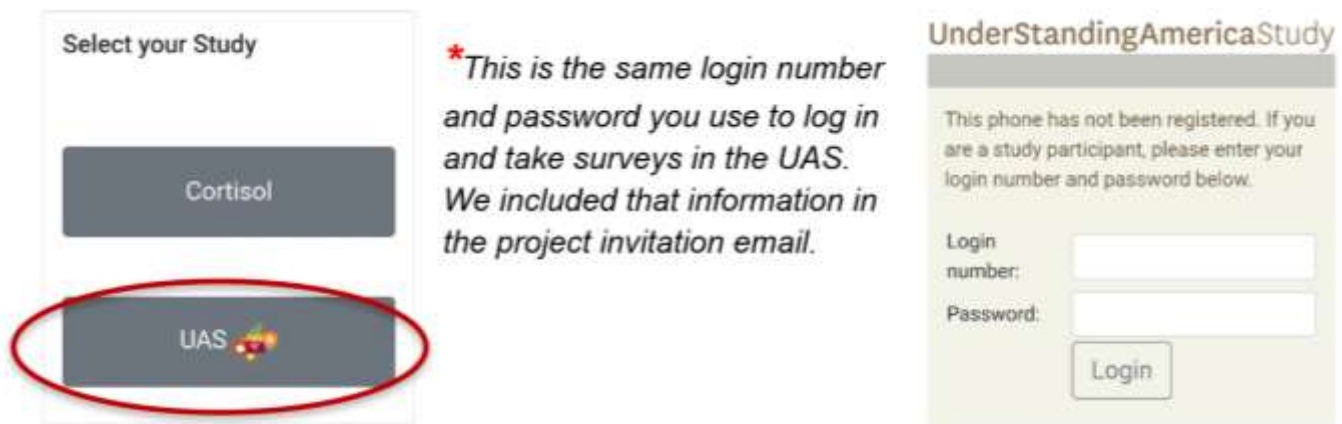 Select your Study
Cortisol
UAS
*This is the same login number
and password you use to log in
and take surveys in the UAS.
We included that information in
the project invitation email.
UnderStandingAmericaStudy
This phone has not been registered. If you
are a study participant, please enter your
login number and password below.
Login
number:
Password:
Login